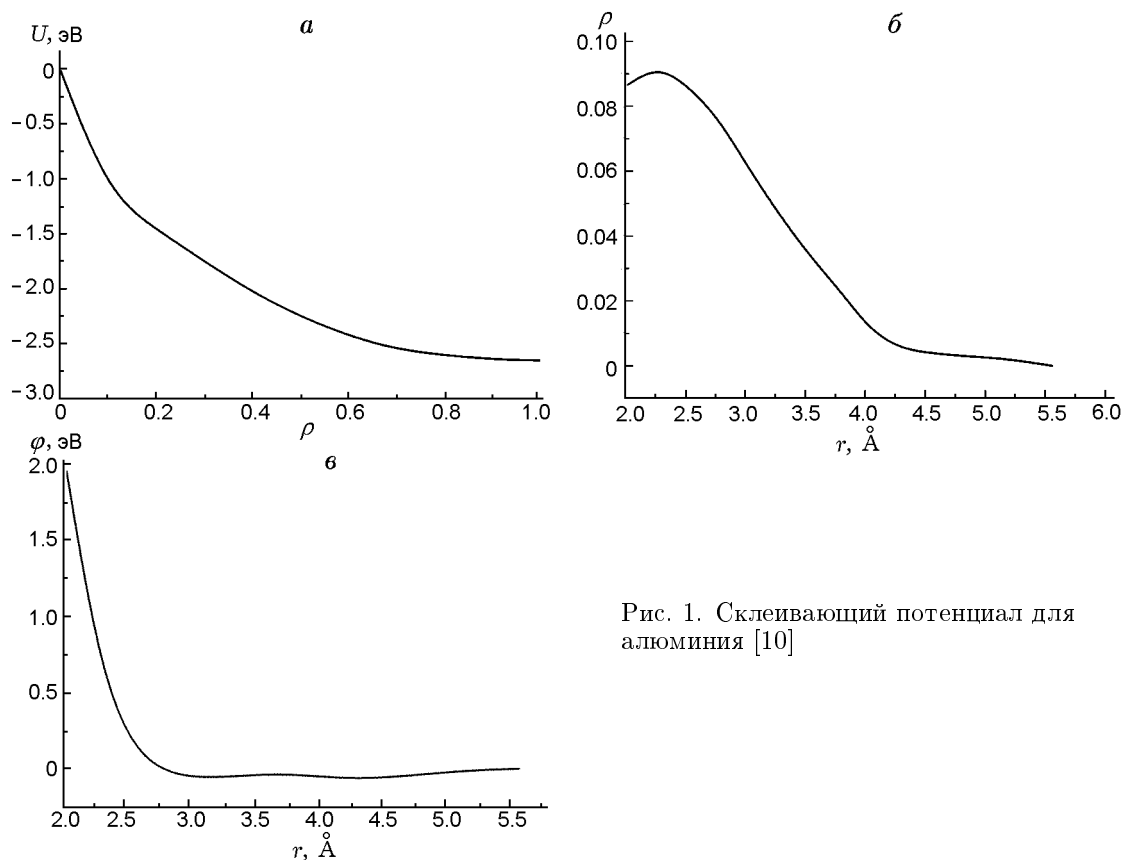 а
U, эВ
0
–0.5
–1.0
–1.5
–2.0
–2.5
–3.0
0 0.2 0.4 0.6 0.8 1.0
ρ
б
ρ
0.10
0.08
0.06
0.04
0.02
0
2.0 2.5 3.0 3.5 4.0 4.5 5.0 5.5 6.0
r, Å
в
φ, эВ
2.0
1.5
1.0
0.5
0
2.0 2.5 3.0 3.5 4.0 4.5 5.0 5.5
r, Å
Рис. 1. Склеивающий потенциал для
алюминия [10]